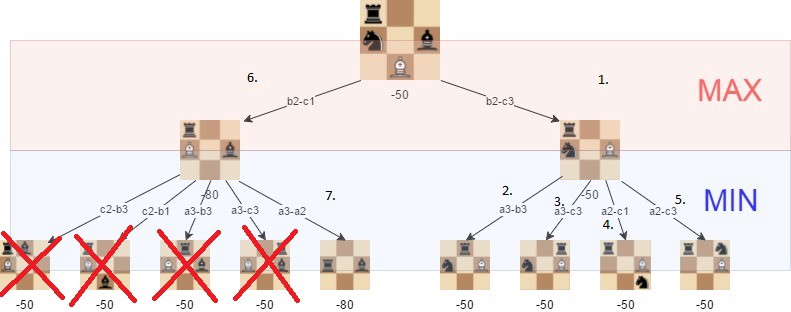 6.
1.
MAX
b2-c1
-50
b2-c3
-80
-50
7.
2.
3.
4.
5.
MIN
c2-b3
c2-b1
a3-b3
a3-c3
a3-a2
a3-b3
a3-c3
a2-c1
a2-c3
-50
-50
-50
-50
-80
-50
-50
-50
-50